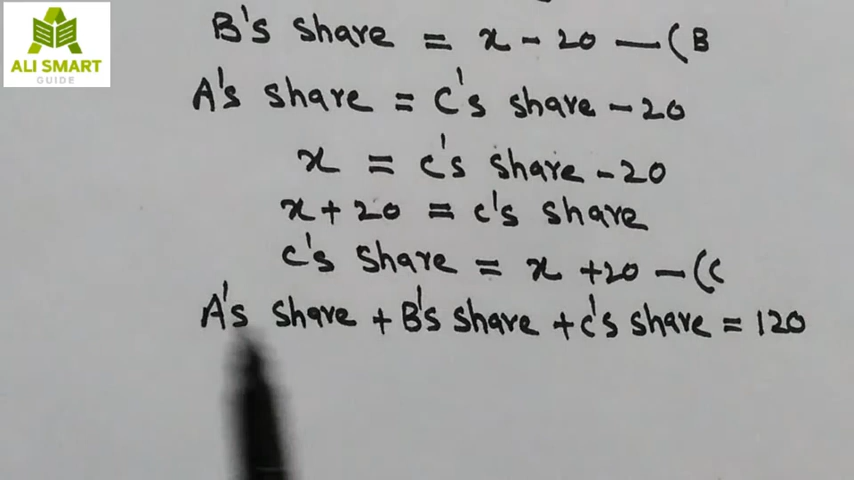 ALI SMART
GUIDE
B's share = x - 20 — (B
A's share = C's share - 20
x = c's share - 20
x + 20 = c's share
c's share = x + 20 — (C
A's share + B's share + c's share = 120